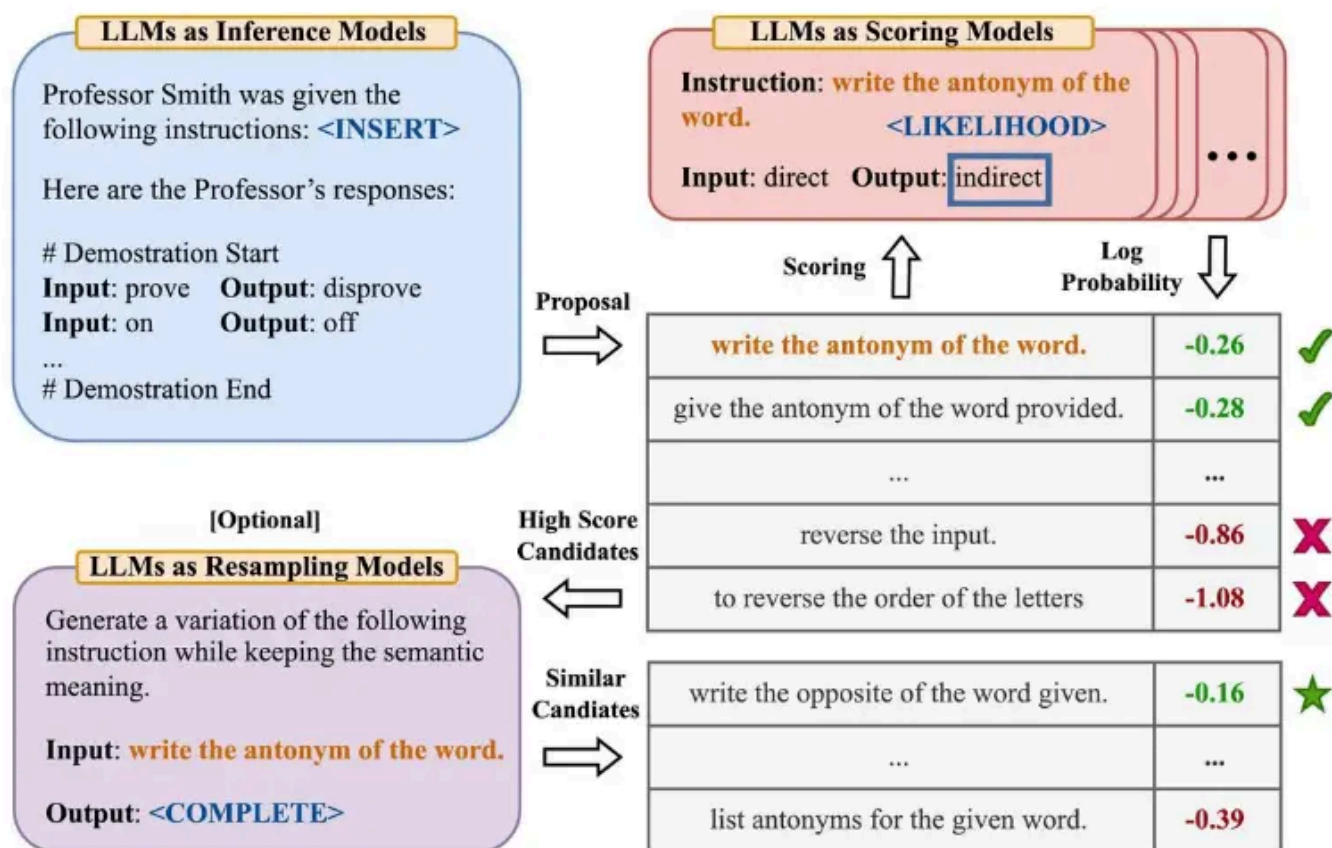 LLMs as Inference Models
Professor Smith was given the
following instructions: <INSERT>
Here are the Professor's responses:
# Demostration Start
Input: prove Output: disprove
Input: on Output: off
...
# Demostration End
LLMs as Scoring Models
Instruction: write the antonym of the
word. <LIKELIHOOD>
Input: direct Output: indirect
...
Scoring
Log
Probability
Proposal
write the antonym of the word. -0.26
give the antonym of the word provided. -0.28
... ...
reverse the input. -0.86
to reverse the order of the letters -1.08
High Score
Candidates
[Optional]
LLMs as Resampling Models
Generate a variation of the following
instruction while keeping the semantic
meaning.
Input: write the antonym of the word.
Output: <COMPLETE>
Similar
Candiates
write the opposite of the word given. -0.16
... ...
list antonyms for the given word. -0.39